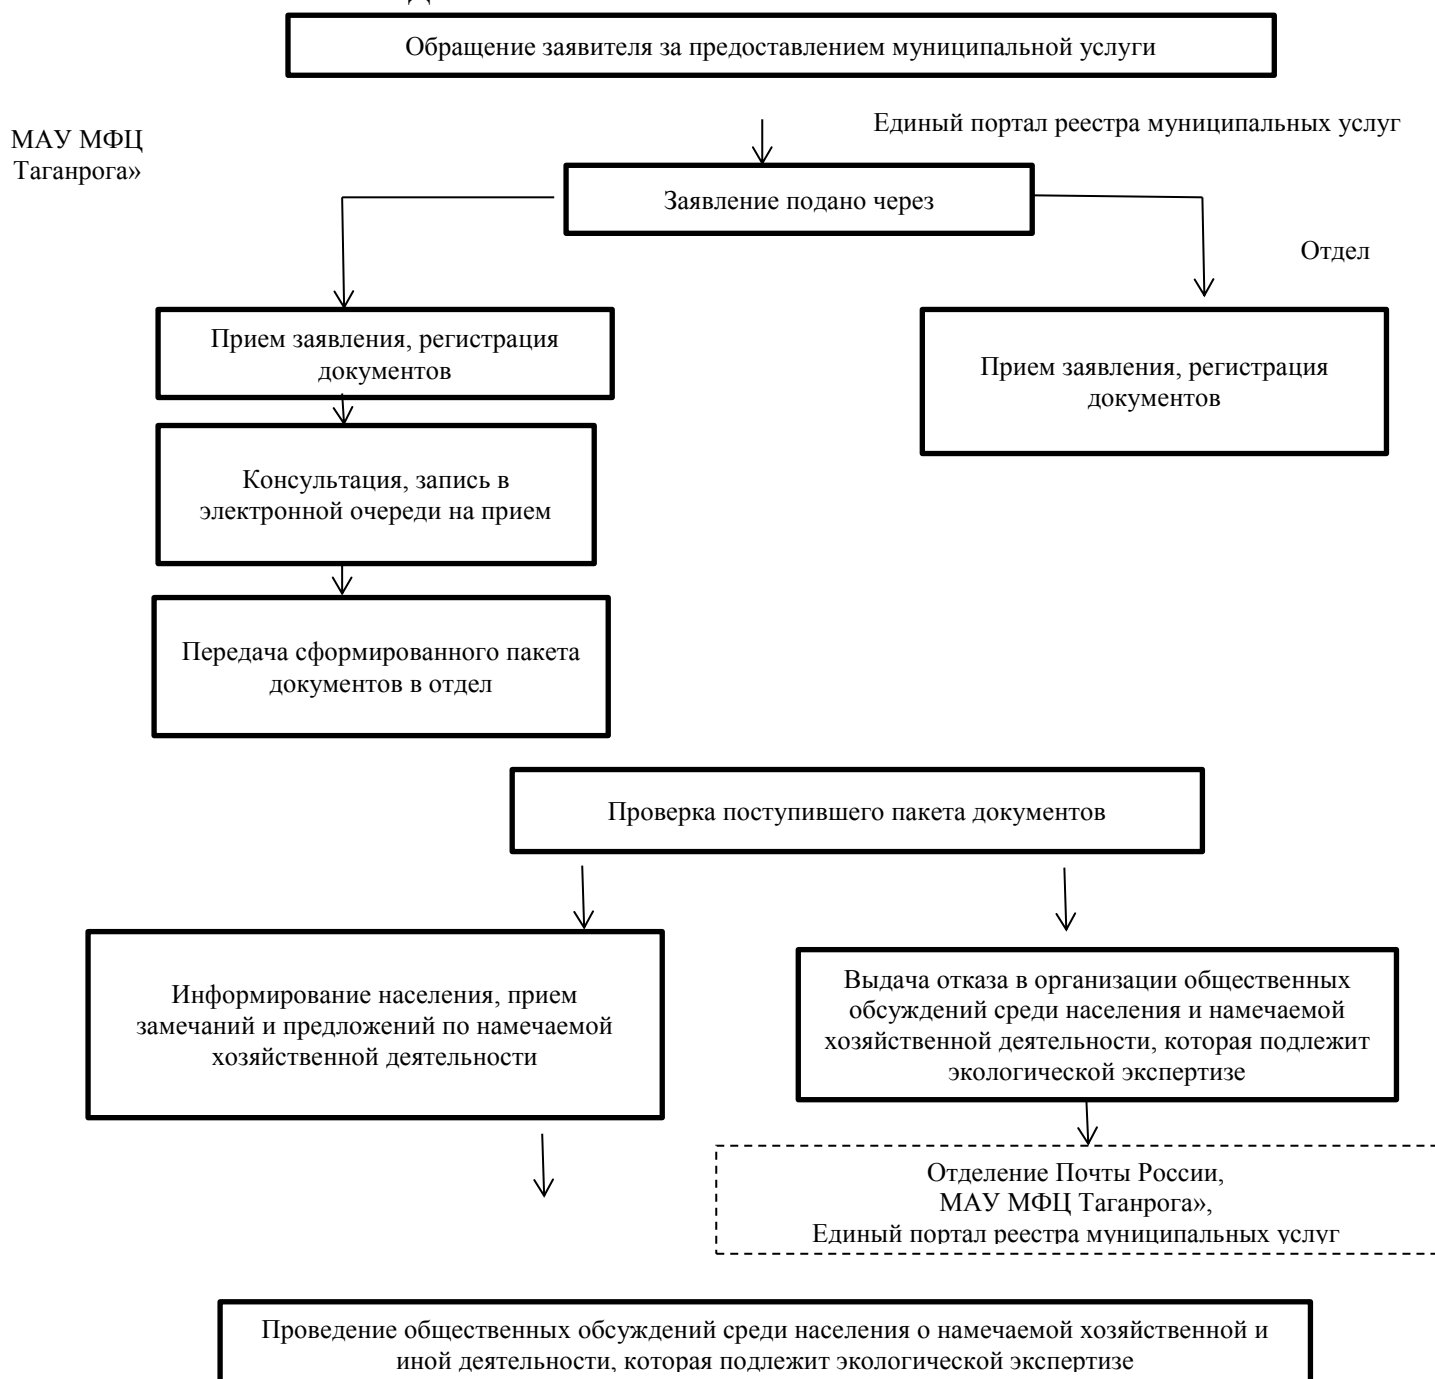 Обращение заявителя за предоставлением муниципальной услуги
Единый портал реестра муниципальных услуг
МАУ МФЦ
Таганрога»
Заявление подано через
Отдел
Прием заявления, регистрация
документов
Прием заявления, регистрация
документов
Консультация, запись в
электронной очереди на прием
Передача сформированного пакета
документов в отдел
Проверка поступившего пакета документов
Информирование населения, прием
замечаний и предложений по намечаемой
хозяйственной деятельности
Выдача отказа в организации общественных
обсуждений среди населения и намечаемой
хозяйственной деятельности, которая подлежит
экологической экспертизе
Отделение Почты России,
МАУ МФЦ Таганрога»,
Единый портал реестра муниципальных услуг
Проведение общественных обсуждений среди населения о намечаемой хозяйственной и
иной деятельности, которая подлежит экологической экспертизе